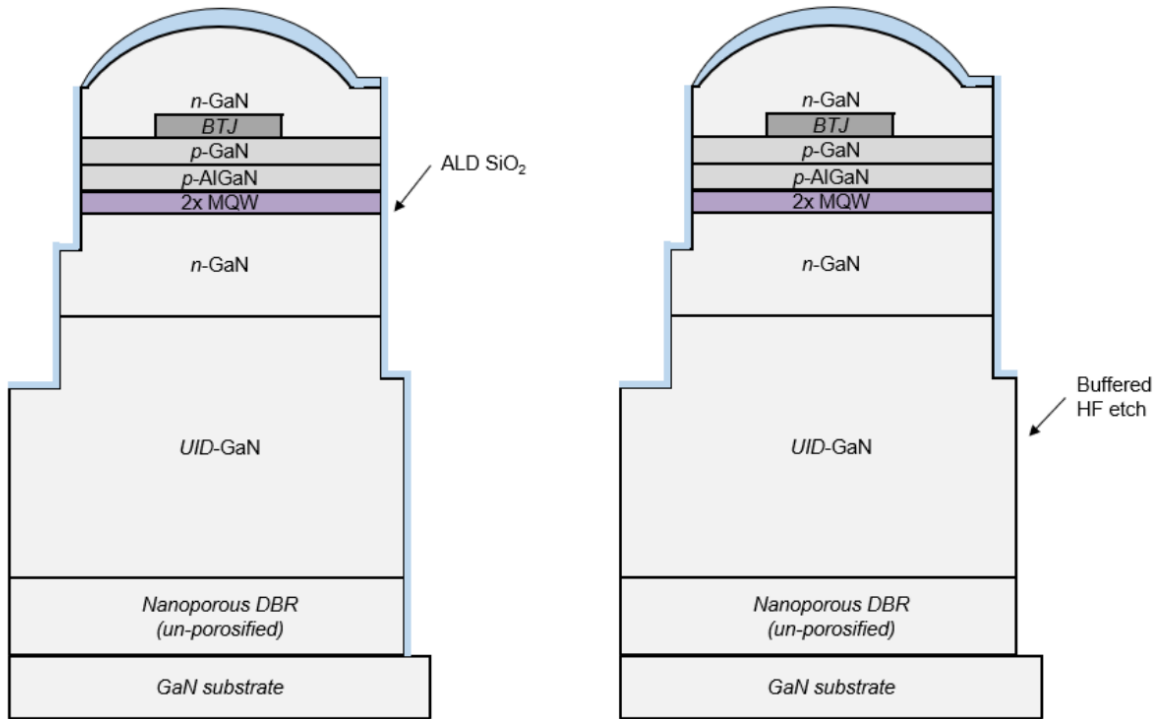 n-GaN
BTJ
p-GaN
p-AlGaN
2x MQW
n-GaN
UID-GaN
Nanoporous DBR
(un-porosified)
GaN substrate
ALD SiO₂
n-GaN
BTJ
p-GaN
p-AlGaN
2x MQW
n-GaN
UID-GaN
Nanoporous DBR
(un-porosified)
GaN substrate
Buffered
HF etch